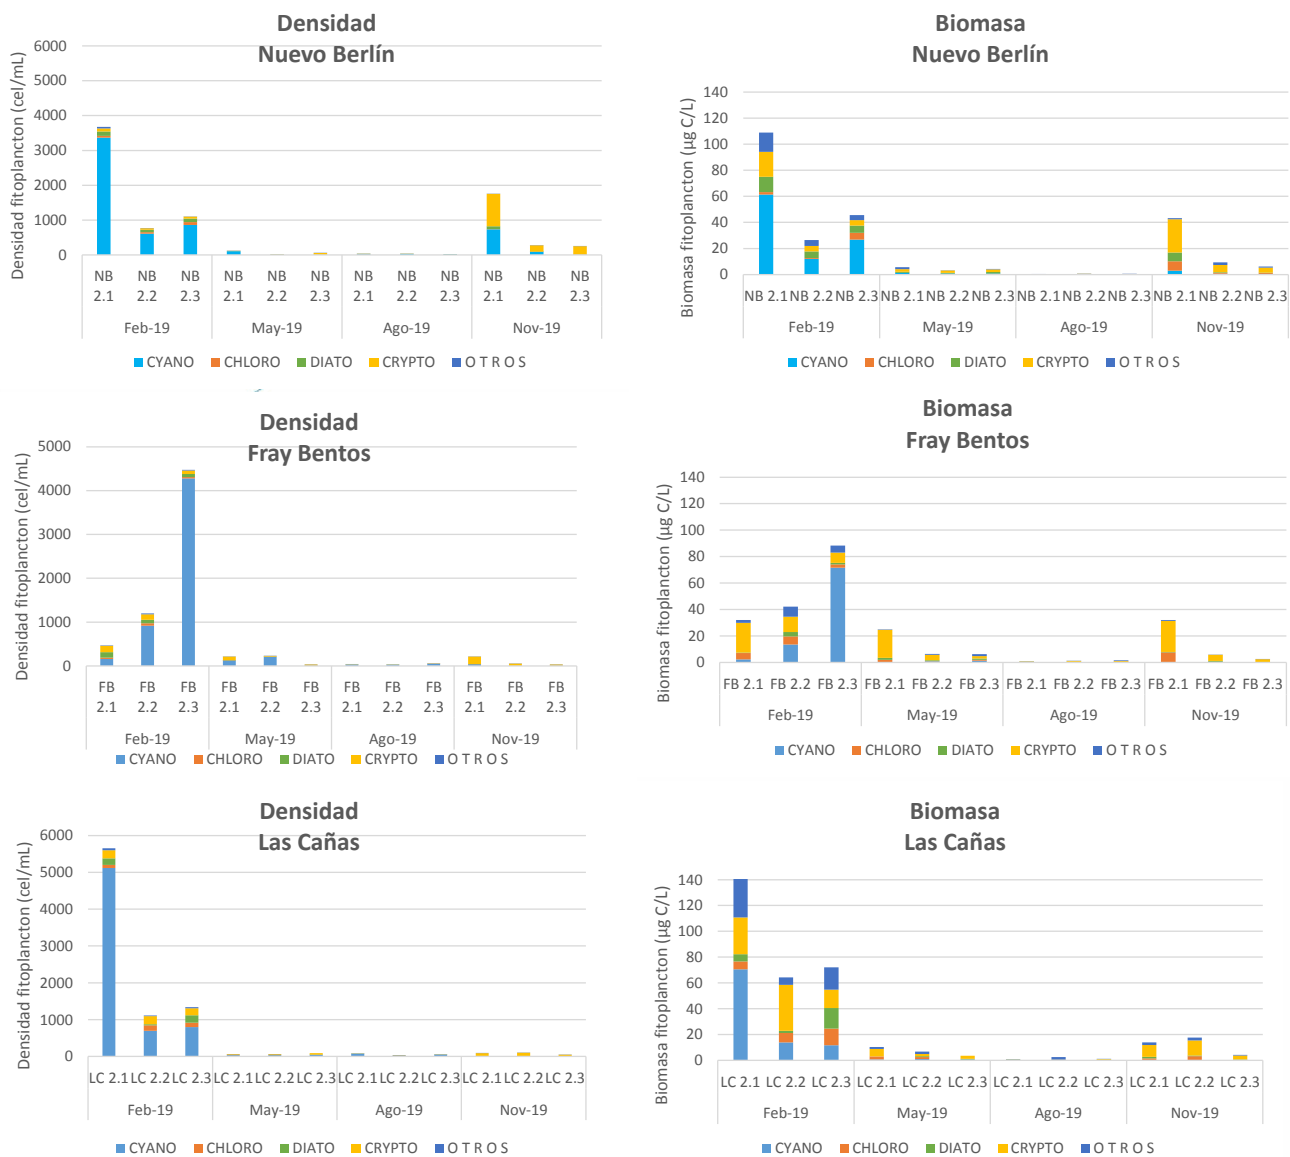 Densidad
Nuevo Berlín
Densidad fitoplancton (cel/mL)
6000
5000
4000
3000
2000
1000
0
NB NB NB NB NB NB NB NB NB NB NB NB
2.1 2.2 2.3 2.1 2.2 2.3 2.1 2.2 2.3 2.1 2.2 2.3
Feb-19 May-19 Ago-19 Nov-19
CYANO CHLORO DIATO CRYPTO O T R O S
Biomasa
Nuevo Berlín
Biomasa fitoplancton (µg C/L)
140
120
100
80
60
40
20
0
NB 2.1 NB 2.2 NB 2.3 NB 2.1 NB 2.2 NB 2.3 NB 2.1 NB 2.2 NB 2.3 NB 2.1 NB 2.2 NB 2.3
Feb-19 May-19 Ago-19 Nov-19
CYANO CHLORO DIATO CRYPTO O T R O S
Densidad
Fray Bentos
Densidad fitoplancton (cel/mL)
5000
4000
3000
2000
1000
0
FB FB FB FB FB FB FB FB FB FB FB FB
2.1 2.2 2.3 2.1 2.2 2.3 2.1 2.2 2.3 2.1 2.2 2.3
Feb-19 May-19 Ago-19 Nov-19
CYANO CHLORO DIATO CRYPTO O T R O S
Biomasa
Fray Bentos
Biomasa fitoplancton (µg C/L)
140
120
100
80
60
40
20
0
FB 2.1 FB 2.2 FB 2.3 FB 2.1 FB 2.2 FB 2.3 FB 2.1 FB 2.2 FB 2.3 FB 2.1 FB 2.2 FB 2.3
Feb-19 May-19 Ago-19 Nov-19
CYANO CHLORO DIATO CRYPTO O T R O S
Densidad
Las Cañas
Densidad fitoplancton (cel/mL)
6000
5000
4000
3000
2000
1000
0
LC 2.1 LC 2.2 LC 2.3 LC 2.1 LC 2.2 LC 2.3 LC 2.1 LC 2.2 LC 2.3 LC 2.1 LC 2.2 LC 2.3
Feb-19 May-19 Ago-19 Nov-19
CYANO CHLORO DIATO CRYPTO O T R O S
Biomasa
Las Cañas
Biomasa fitoplancton (µg C/L)
140
120
100
80
60
40
20
0
LC 2.1 LC 2.2 LC 2.3 LC 2.1 LC 2.2 LC 2.3 LC 2.1 LC 2.2 LC 2.3 LC 2.1 LC 2.2 LC 2.3
Feb-19 May-19 Ago-19 Nov-19
CYANO CHLORO DIATO CRYPTO O T R O S